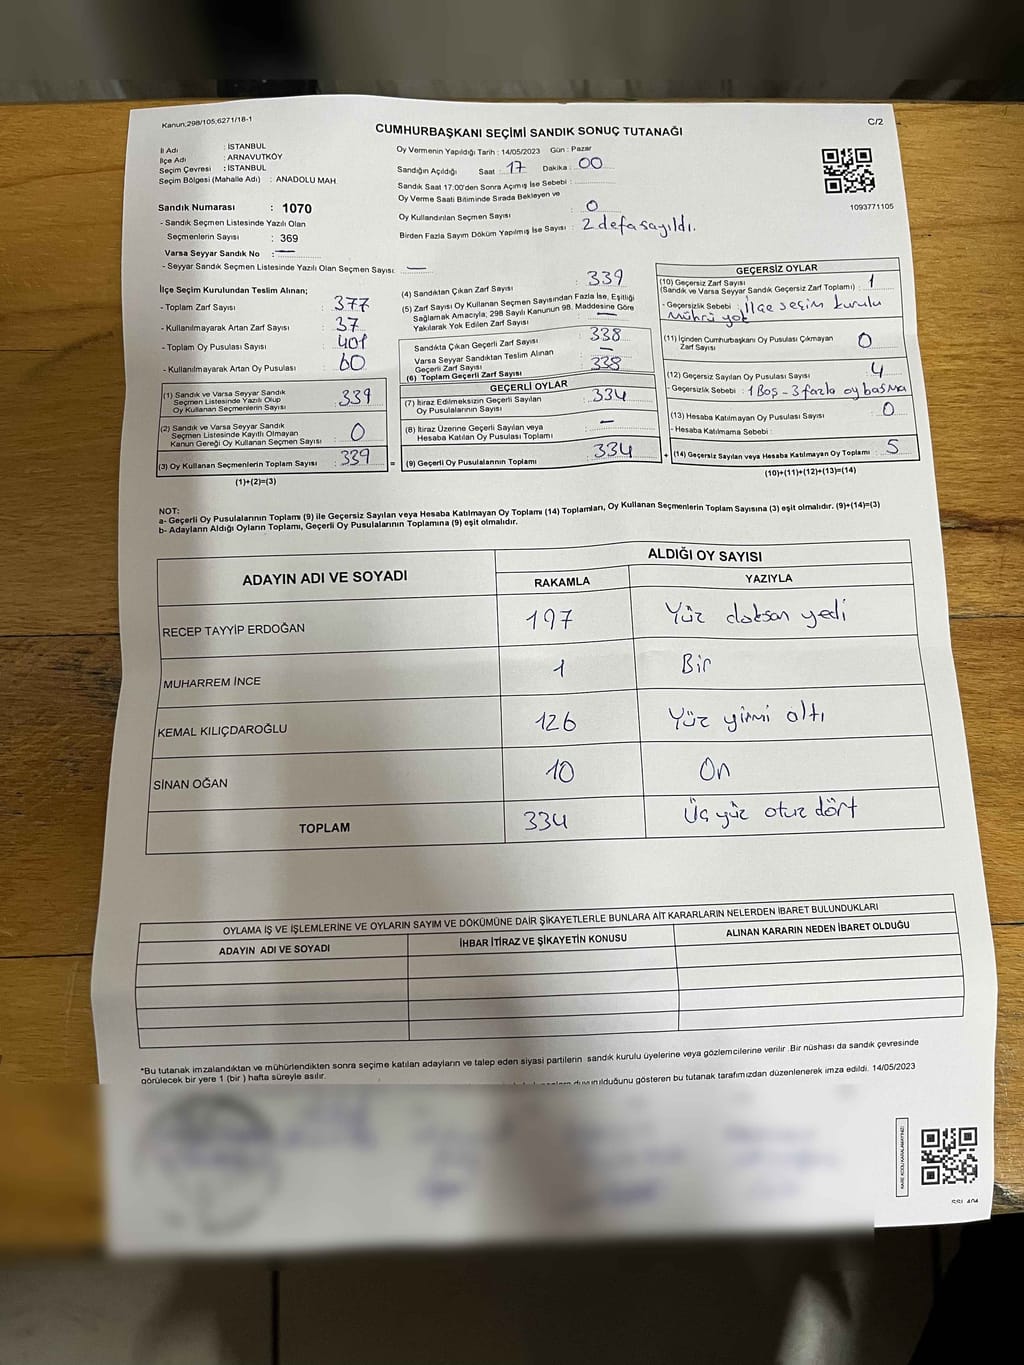 Kanun;298/105,6271/18-1
C/2
CUMHURBAŞKANI SEÇİMİ SANDIK SONUÇ TUTANAĞI
İl Adı : İSTANBUL
İlçe Adı : ARNAVUTKÖY
Seçim Çevresi : İSTANBUL
Seçim Bölgesi (Mahalle Adı) : ANADOLU MAH.
Sandık Numarası : 1070
- Sandık Seçmen Listesinde Yazılı Olan
Seçmenlerin Sayısı : 369
Varsa Seyyar Sandık No : —
- Seyyar Sandık Seçmen Listesinde Yazılı Olan Seçmen Sayısı: —
Oy Vermenin Yapıldığı Tarih : 14/05/2023 Gün : Pazar
Sandığın Açıldığı Saat : 17 Dakika : 00
Sandık Saat 17:00'den Sonra Açımış İse Sebebi :
Oy Verme Saati Bitiminde Sırada Bekleyen ve
Oy Kullandırılan Seçmen Sayısı : 0
Birden Fazla Sayım Döküm Yapılmış İse Sayısı : 2 defa sayıldı.
1093771105
İlçe Seçim Kurulundan Teslim Alınan;
- Toplam Zarf Sayısı : 377
- Kullanılmayarak Artan Zarf Sayısı : 37
- Toplam Oy Pusulası Sayısı : 401
- Kullanılmayarak Artan Oy Pusulası : 60
(1) Sandık ve Varsa Seyyar Sandık
Seçmen Listesinde Yazılı Olup
Oy Kullanan Seçmenlerin Sayısı : 339
(2) Sandık ve Varsa Seyyar Sandık
Seçmen Listesinde Kayıtlı Olmayan
Kanun Gereği Oy Kullanan Seçmen Sayısı : 0
(3) Oy Kullanan Seçmenlerin Toplam Sayısı : 339
(1)+(2)=(3)
(4) Sandıktan Çıkan Zarf Sayısı : 339
(5) Zarf Sayısı Oy Kullanan Seçmen Sayısından Fazla İse, Eşitliği
Sağlamak Amacıyla; 298 Sayılı Kanunun 98. Maddesine Göre
Yakılarak Yok Edilen Zarf Sayısı : —
Sandıkta Çıkan Geçerli Zarf Sayısı : 338
Varsa Seyyar Sandıktan Teslim Alınan
Geçerli Zarf Sayısı : —
(6) Toplam Geçerli Zarf Sayısı : 338
GEÇERLİ OYLAR
(7) İtiraz Edilmeksizin Geçerli Sayılan
Oy Pusulalarının Sayısı : 334
(8) İtiraz Üzerine Geçerli Sayılan veya
Hesaba Katılan Oy Pusulası Toplamı : —
= (9) Geçerli Oy Pusulalarının Toplamı : 334
GEÇERSİZ OYLAR
(10) Geçersiz Zarf Sayısı
(Sandık ve Varsa Seyyar Sandık Geçersiz Zarf Toplamı) : 1
- Geçersizlik Sebebi : İlçe seçim kurulu
mührü yok
(11) İçinden Cumhurbaşkanı Oy Pusulası Çıkmayan
Zarf Sayısı : 0
(12) Geçersiz Sayılan Oy Pusulası Sayısı : 4
- Geçersizlik Sebebi : 1 Boş - 3 fazla oy basma
(13) Hesaba Katılmayan Oy Pusulası Sayısı : 0
- Hesaba Katılmama Sebebi :
+ (14) Geçersiz Sayılan veya Hesaba Katılmayan Oy Toplamı : 5
(10)+(11)+(12)+(13)=(14)
NOT:
a- Geçerli Oy Pusulalarının Toplamı (9) ile Geçersiz Sayılan veya Hesaba Katılmayan Oy Toplamı (14) Toplamları, Oy Kullanan Seçmenlerin Toplam Sayısına (3) eşit olmalıdır. (9)+(14)=(3)
b- Adayların Aldığı Oyların Toplamı, Geçerli Oy Pusulalarının Toplamına (9) eşit olmalıdır.
ADAYIN ADI VE SOYADI
ALDIĞI OY SAYISI
RAKAMLA YAZIYLA
RECEP TAYYİP ERDOĞAN 197 Yüz doksan yedi
MUHARREM İNCE 1 Bir
KEMAL KILIÇDAROĞLU 126 Yüz yirmi altı
SİNAN OĞAN 10 On
TOPLAM 334 Üç yüz otuz dört
OYLAMA İŞ VE İŞLEMLERİNE VE OYLARIN SAYIM VE DÖKÜMÜNE DAİR ŞİKAYETLERLE BUNLARA AİT KARARLARIN NELERDEN İBARET BULUNDUKLARI
ADAYIN ADI VE SOYADI İHBAR İTİRAZ VE ŞİKAYETİN KONUSU ALINAN KARARIN NEDEN İBARET OLDUĞU
*Bu tutanak imzalandıktan ve mühürlendikten sonra seçime katılan adayların ve talep eden siyasi partilerin sandık kurulu üyelerine veya gözlemcilerine verilir .Bir nüshası da sandık çevresinde
görülecek bir yere 1 (bir ) hafta süreyle asılır.
duyurulduğunu gösteren bu tutanak tarafımızdan düzenlenerek imza edildi. 14/05/2023
KARE KODU KARALAMAYINIZ!